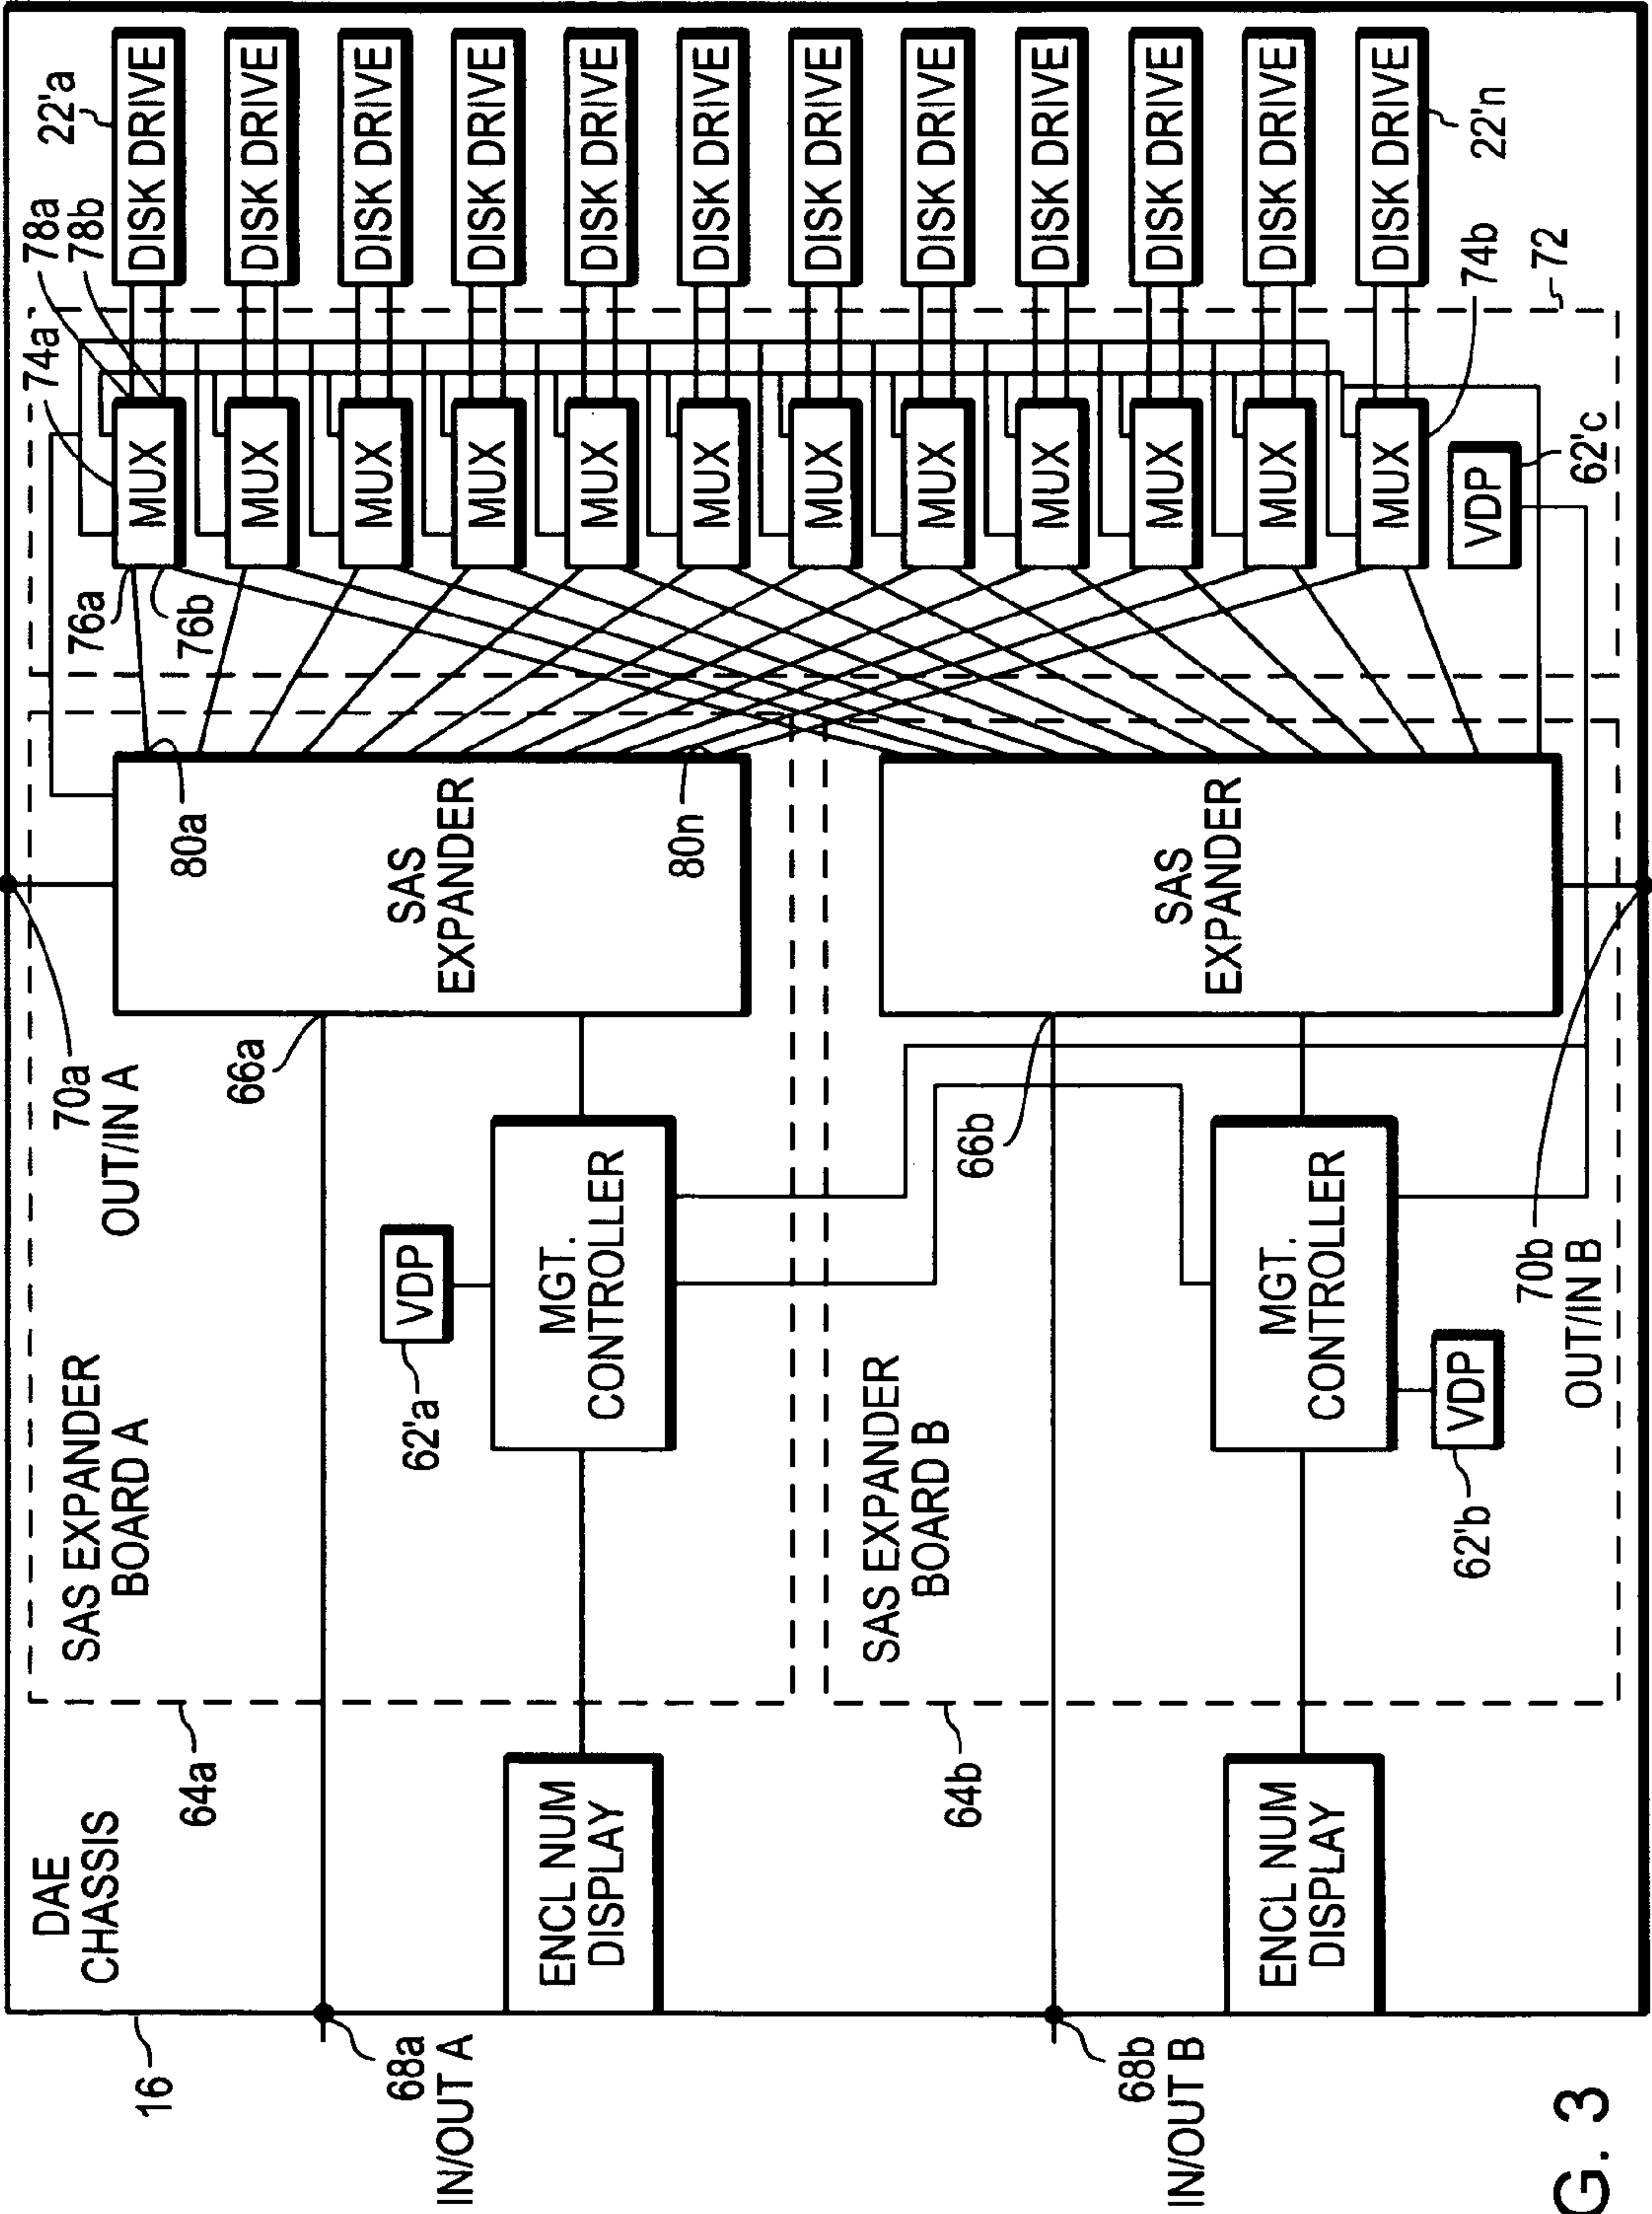 DAE
CHASSIS
16
64a
SAS EXPANDER
BOARD A
70a
OUT/IN A
68a
IN/OUT A
ENCL NUM
DISPLAY
62'a
VDP
MGT.
CONTROLLER
66a
SAS
EXPANDER
80a
80n
64b
SAS EXPANDER
BOARD B
68b
IN/OUT B
ENCL NUM
DISPLAY
MGT.
CONTROLLER
62'b
VDP
66b
SAS
EXPANDER
70b
OUT/IN B
76a
76b
74a
78a
78b
22'a
MUX
DISK DRIVE
MUX
DISK DRIVE
MUX
DISK DRIVE
MUX
DISK DRIVE
MUX
DISK DRIVE
MUX
DISK DRIVE
MUX
DISK DRIVE
MUX
DISK DRIVE
MUX
DISK DRIVE
MUX
DISK DRIVE
MUX
DISK DRIVE
MUX
DISK DRIVE
VDP
62'c
74b
72
22'n
G. 3